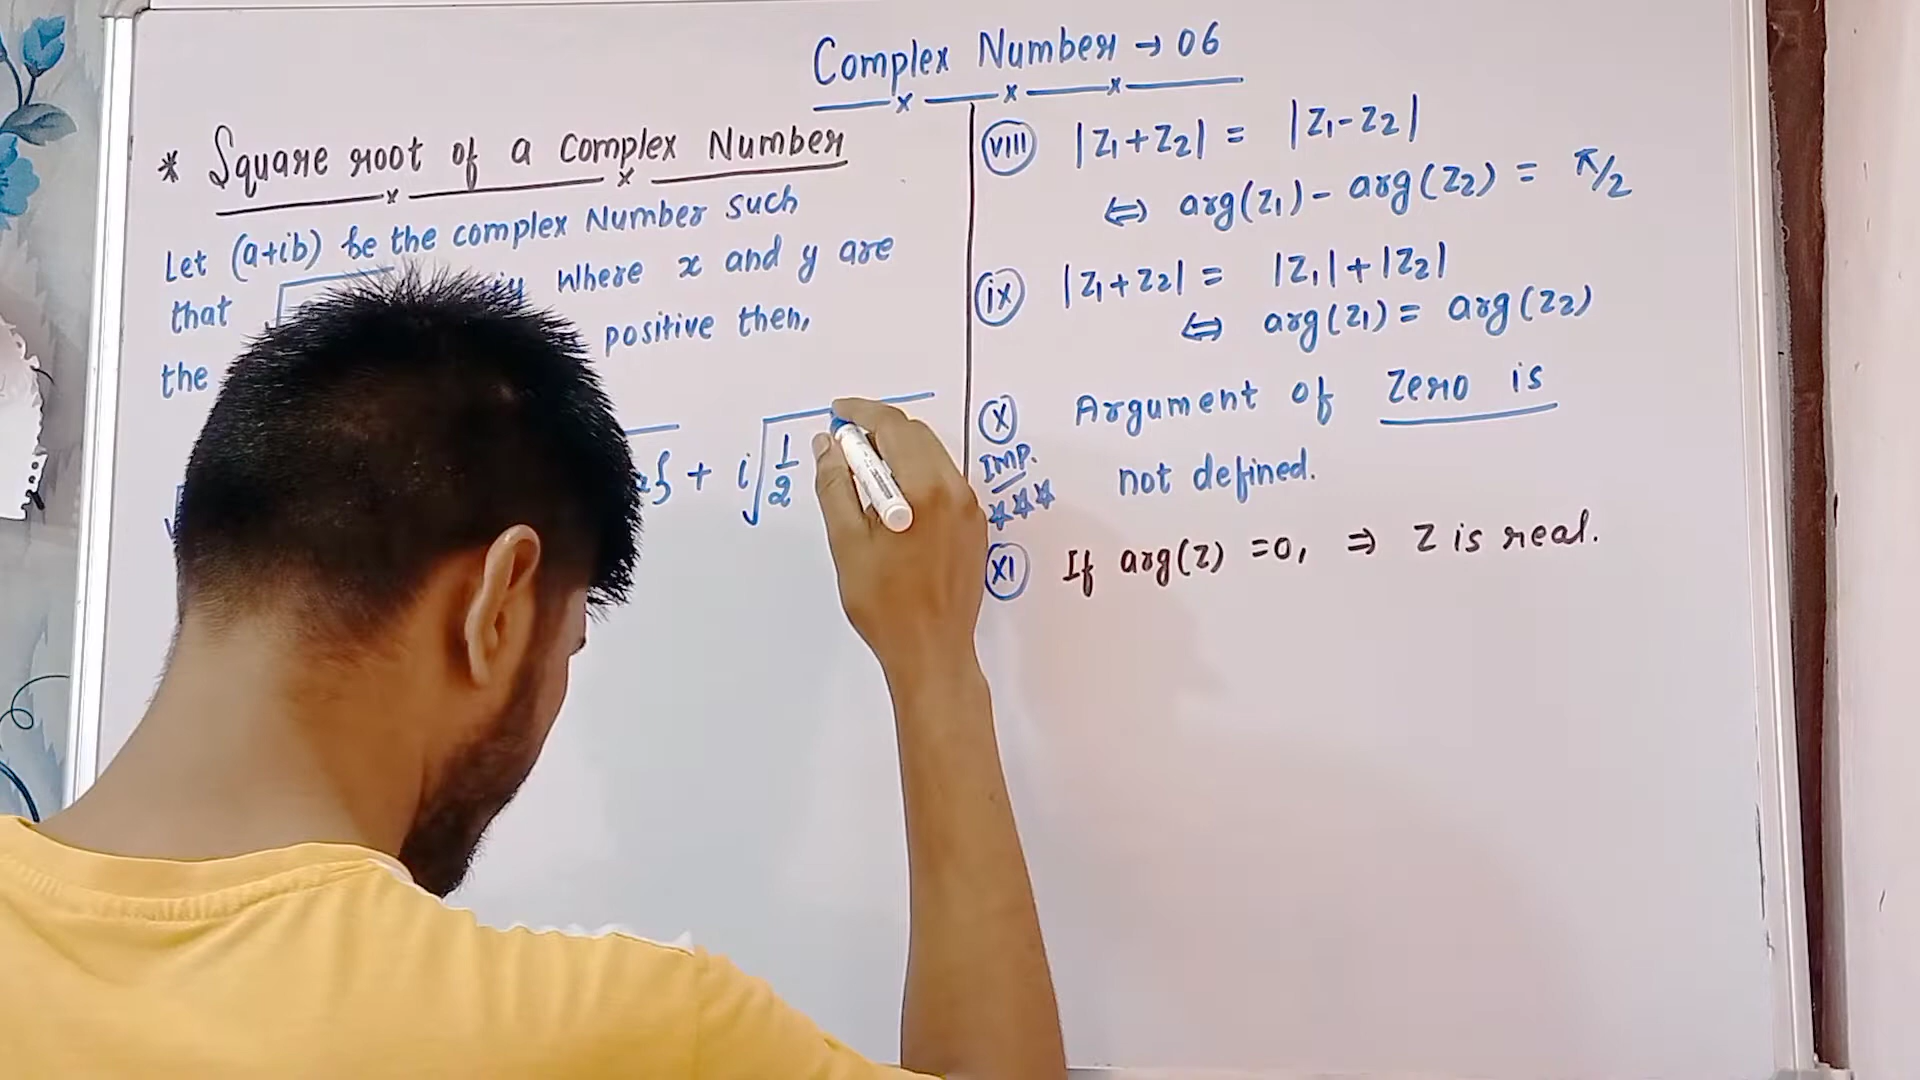 Complex Number → 06
* Square root of a Complex Number
Let (a+ib) be the complex Number such
that where x and y are
the positive then,
} + i√1/2
(viii) |Z1+Z2| = |Z1-Z2|
⇔ arg(Z1) - arg(Z2) = π/2
(ix) |Z1+Z2| = |Z1|+|Z2|
⇔ arg(Z1) = arg(Z2)
(x) Argument of Zero is
IMP. not defined.
(xi) If arg(Z) =0, ⇒ Z is real.